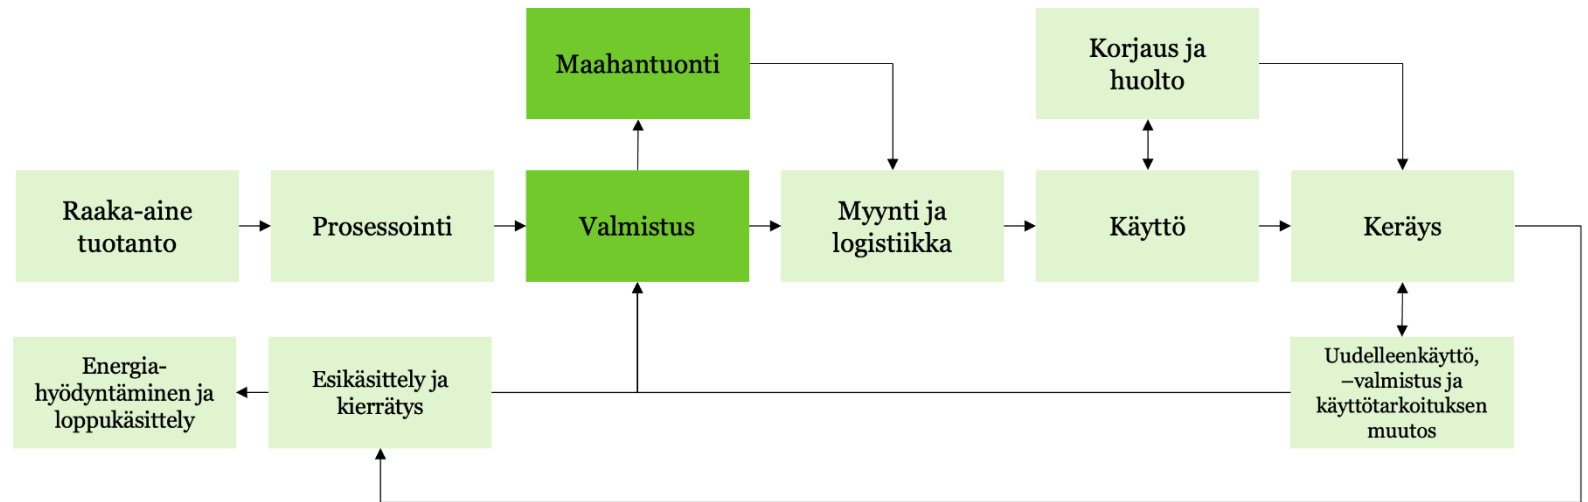 Maahantuonti
Korjaus ja
huolto
Raaka-aine
tuotanto
Prosessointi
Valmistus
Myynti ja
logistiikka
Käyttö
Keräys
Energia-
hyödyntäminen ja
loppukäsittely
Esikäsittely ja
kierrätys
Uudelleenkäyttö,
–valmistus ja
käyttötarkoituksen
muutos